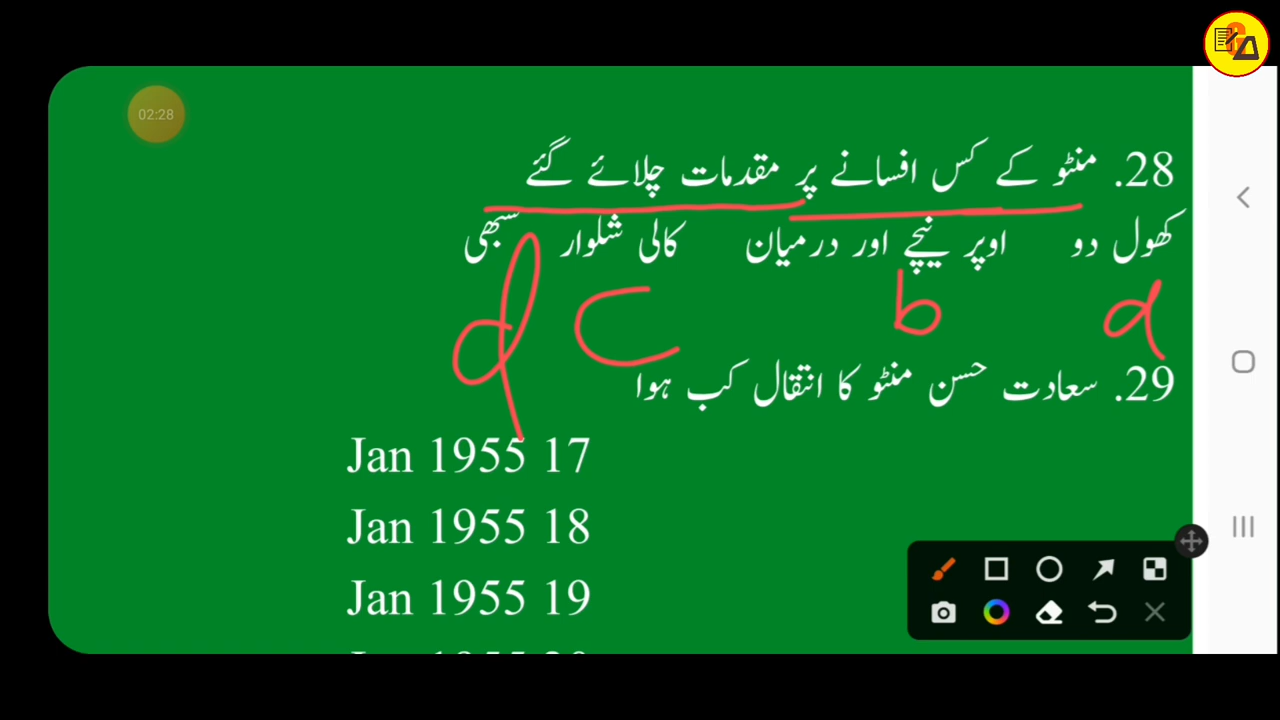 02:28
28. منٹو کے کس افسانے پر مقدمات چلائے گئے
کھول دو اوپر نیچے اور درمیان کالی شلوار سبھی
a b c d
29. سعادت حسن منٹو کا انتقال کب ہوا
Jan 1955 17
Jan 1955 18
Jan 1955 19